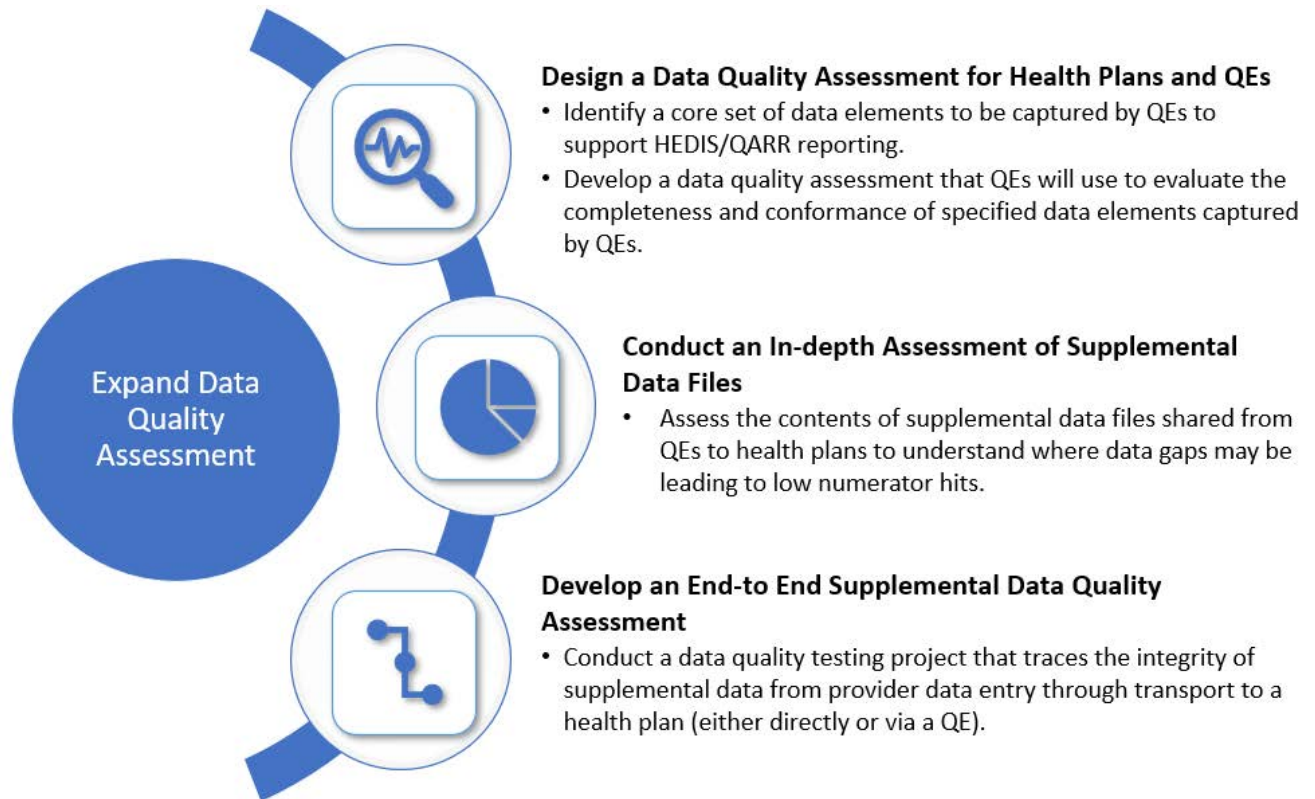 Design a Data Quality Assessment for Health Plans and QEs
• Identify a core set of data elements to be captured by QEs to
support HEDIS/QARR reporting.
• Develop a data quality assessment that QEs will use to evaluate the
completeness and conformance of specified data elements captured
by QEs.
Expand Data
Quality
Assessment
Conduct an In-depth Assessment of Supplemental
Data Files
• Assess the contents of supplemental data files shared from
QEs to health plans to understand where data gaps may be
leading to low numerator hits.
Develop an End-to End Supplemental Data Quality
Assessment
• Conduct a data quality testing project that traces the integrity of
supplemental data from provider data entry through transport to a
health plan (either directly or via a QE).